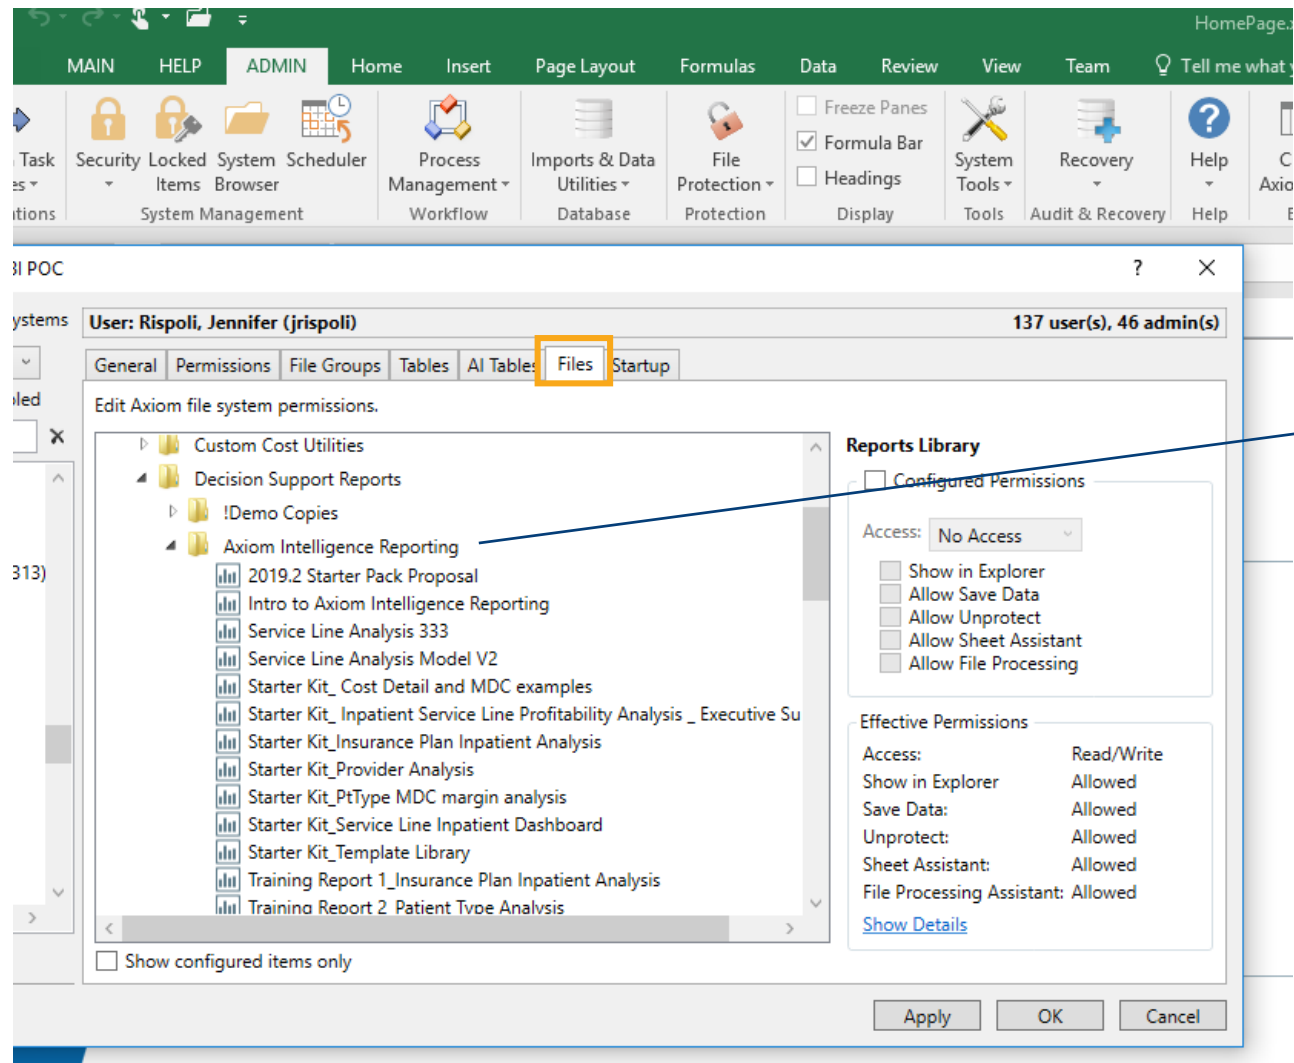 HomePage.x
MAIN HELP ADMIN Home Insert Page Layout Formulas Data Review View Team Tell me what y
Task
es
ations
Security
Locked Items
System Browser
Scheduler
System Management
Process Management
Workflow
Imports & Data Utilities
Database
File Protection
Protection
Freeze Panes
Formula Bar
Headings
Display
System Tools
Tools
Recovery
Audit & Recovery
Help
Help
C
Axio
E
BI POC
?
ystems
User: Rispoli, Jennifer (jrispoli) 137 user(s), 46 admin(s)
General Permissions File Groups Tables AI Tables Files Startup
oled
Edit Axiom file system permissions.
313)
Custom Cost Utilities
Decision Support Reports
!Demo Copies
Axiom Intelligence Reporting
2019.2 Starter Pack Proposal
Intro to Axiom Intelligence Reporting
Service Line Analysis 333
Service Line Analysis Model V2
Starter Kit_ Cost Detail and MDC examples
Starter Kit_ Inpatient Service Line Profitability Analysis _ Executive Su
Starter Kit_Insurance Plan Inpatient Analysis
Starter Kit_Provider Analysis
Starter Kit_PtType MDC margin analysis
Starter Kit_Service Line Inpatient Dashboard
Starter Kit_Template Library
Training Report 1_Insurance Plan Inpatient Analysis
Training Report 2_Patient Type Analysis
Show configured items only
Reports Library
Configured Permissions
Access: No Access
Show in Explorer
Allow Save Data
Allow Unprotect
Allow Sheet Assistant
Allow File Processing
Effective Permissions
Access: Read/Write
Show in Explorer Allowed
Save Data: Allowed
Unprotect: Allowed
Sheet Assistant: Allowed
File Processing Assistant: Allowed
Show Details
Apply OK Cancel